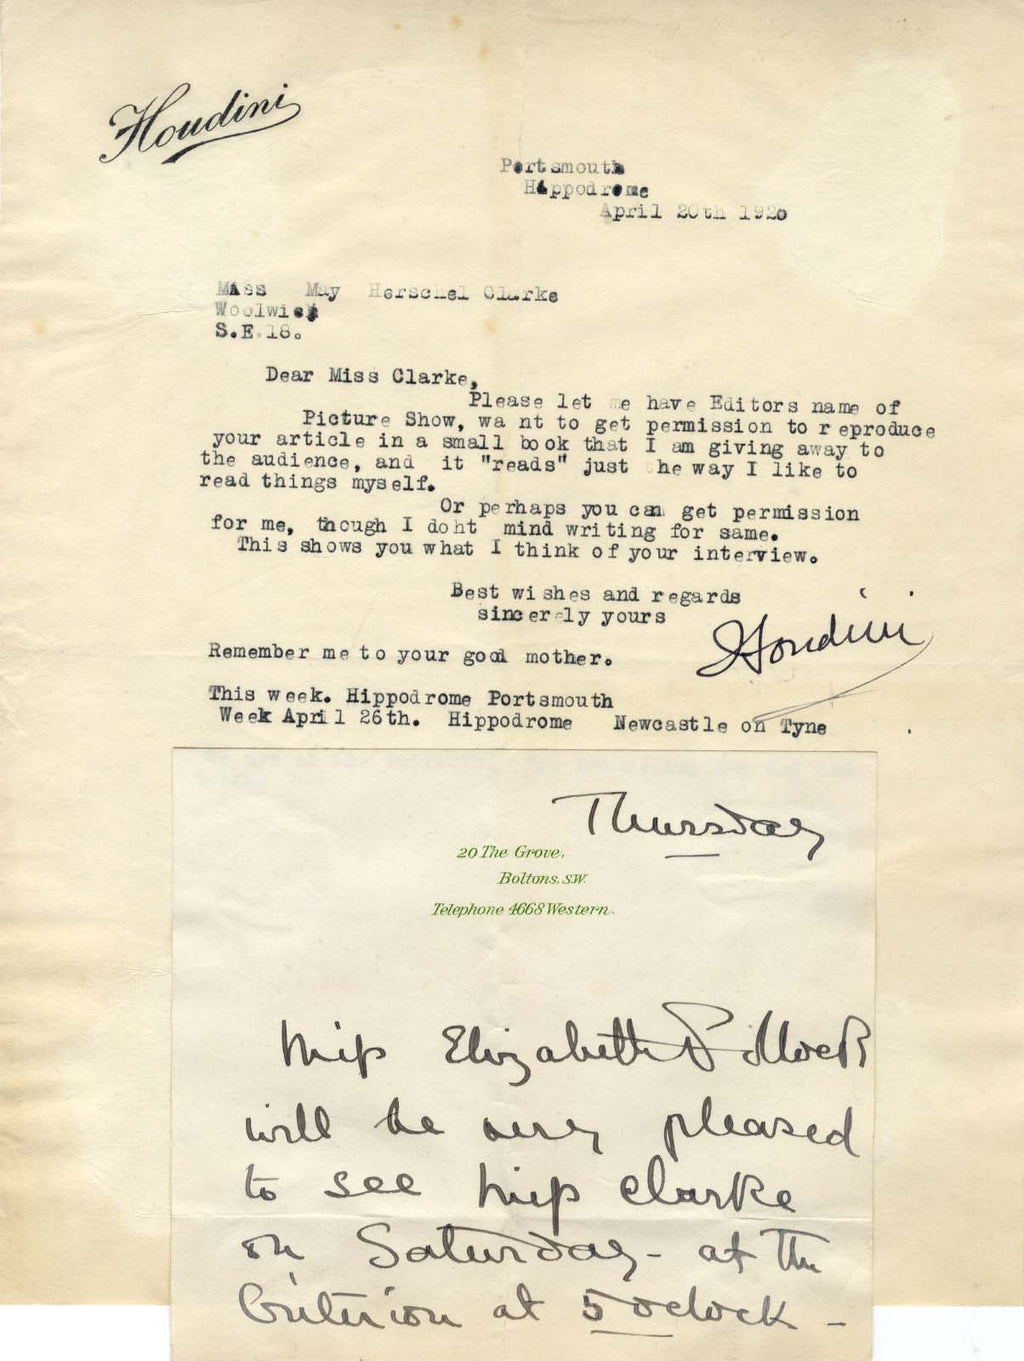 Houdini
Portsmouth
Hippodrome
April 20th 1920
Miss May Herschel Clarke
Woolwich
S.E.18.
Dear Miss Clarke,
Please let me have Editors name of
Picture Show, wa nt to get permission to r eproduce
your article in a small book that I am giving away to
the audience, and it "reads" just the way I like to
read things myself.
Or perhaps you can get permission
for me, though I doht mind writing for same.
This shows you what I think of your interview.
Best wishes and regards
sincerely yours
Houdini
Remember me to your good mother.
This week. Hippodrome Portsmouth
Week April 26th. Hippodrome Newcastle on Tyne
Thursday
20 The Grove,
Boltons, S.W.
Telephone 4668 Western.
Miss Elizabeth Pollock
will be very pleased
to see Miss Clarke
on Saturday - at the
Criterion at 5 o'clock -